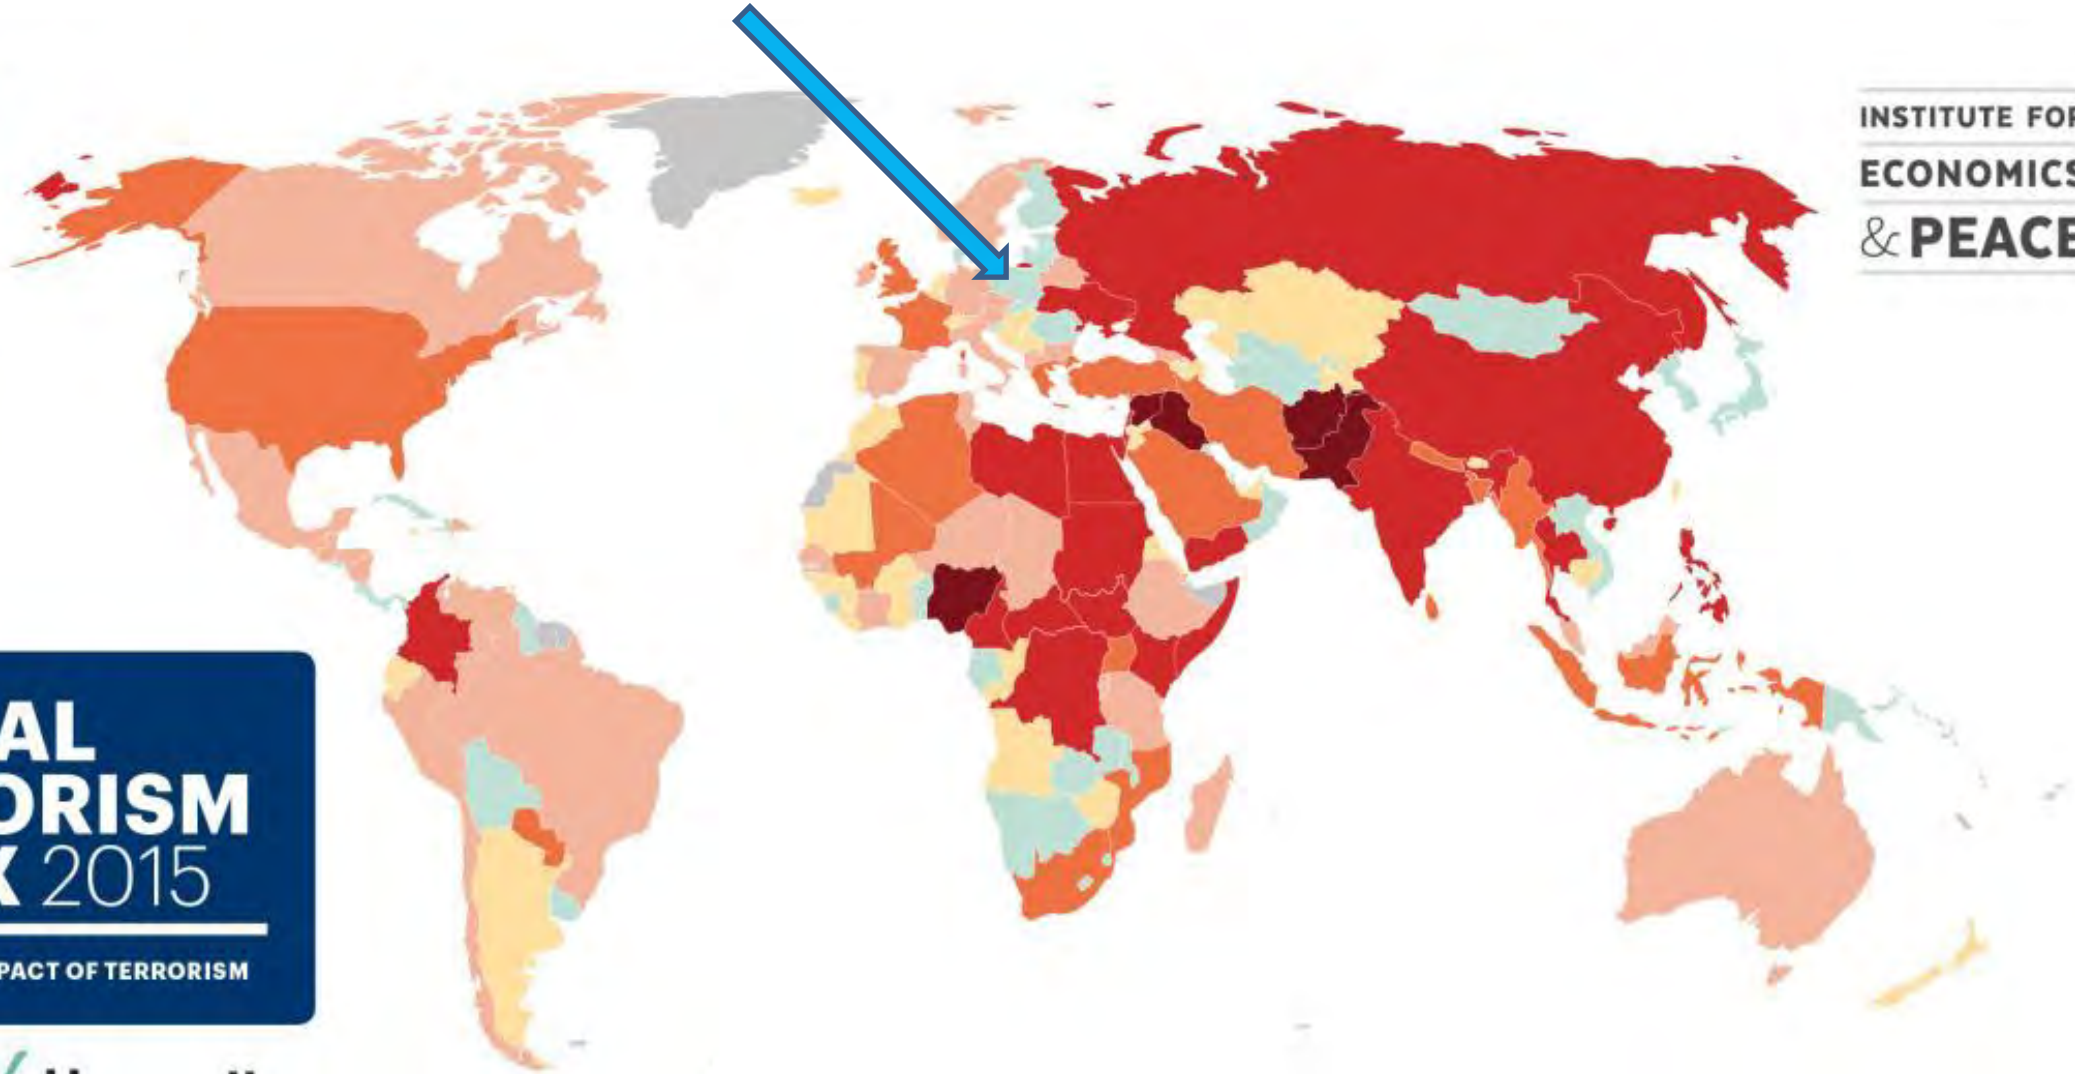 INSTITUTE FOR
ECONOMICS
& PEACE
AL
ORISM
X 2015
PACT OF TERRORISM